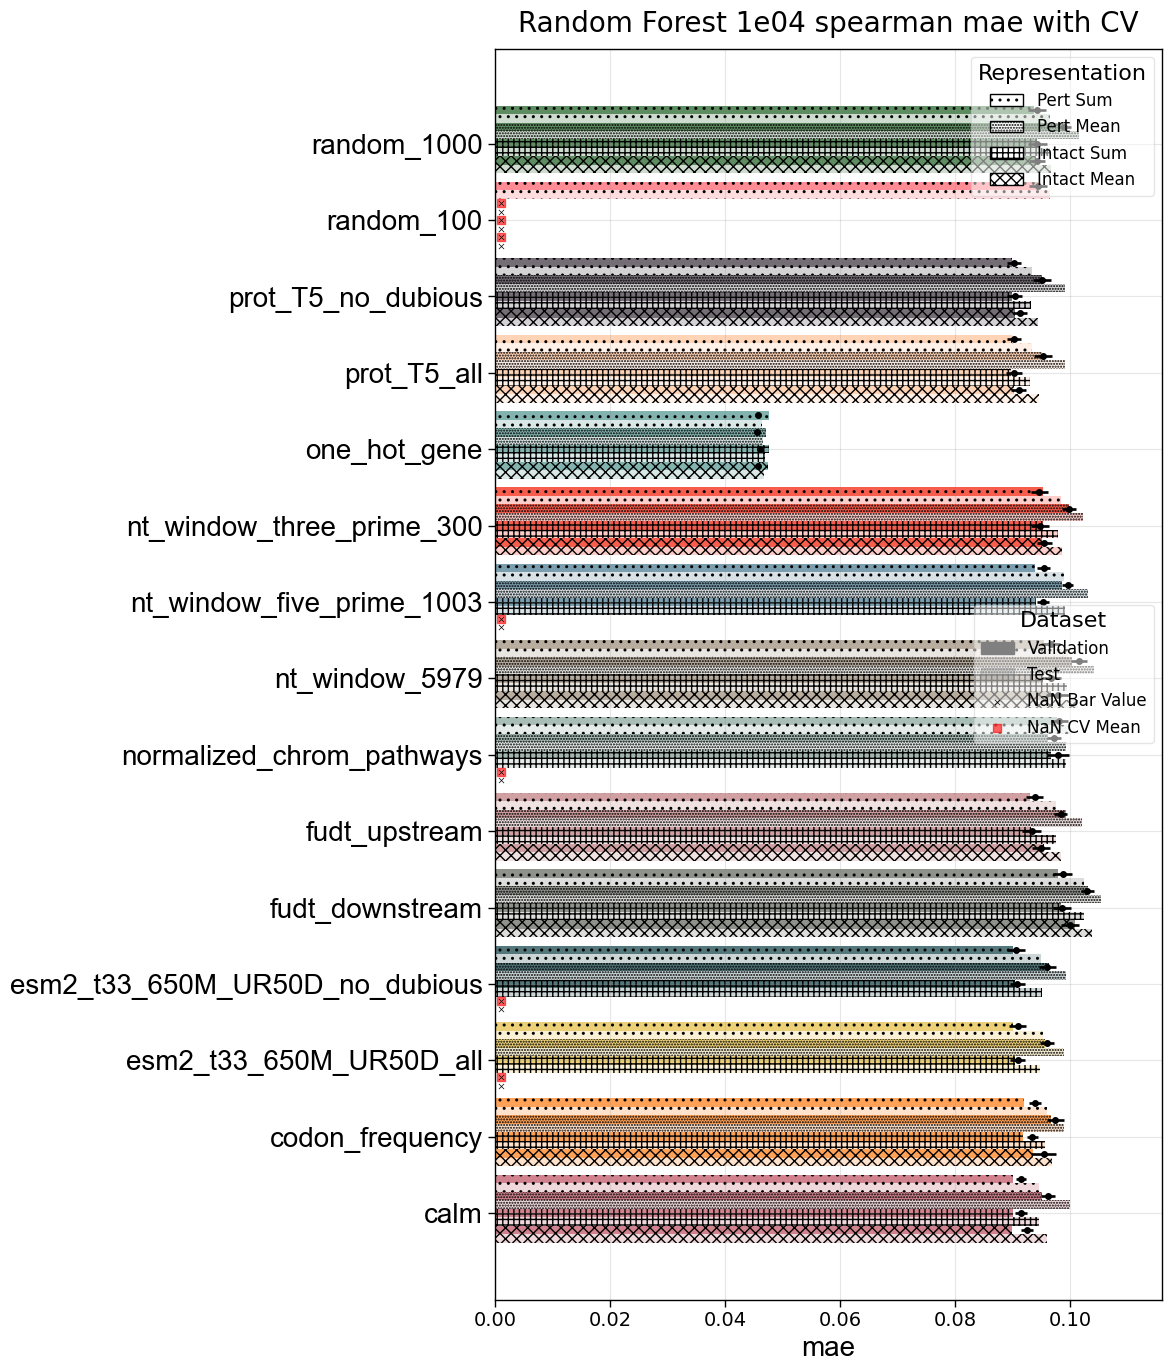 Random Forest 1e04 spearman mae with CV
Representation
Pert Sum
Pert Mean
Intact Sum
Intact Mean
random_1000
random_100
prot_T5_no_dubious
prot_T5_all
one_hot_gene
nt_window_three_prime_300
nt_window_five_prime_1003
Dataset
Validation
Test
NaN Bar Value
NaN CV Mean
nt_window_5979
normalized_chrom_pathways
fudt_upstream
fudt_downstream
esm2_t33_650M_UR50D_no_dubious
esm2_t33_650M_UR50D_all
codon_frequency
calm
0.00 0.02 0.04 0.06 0.08 0.10
mae